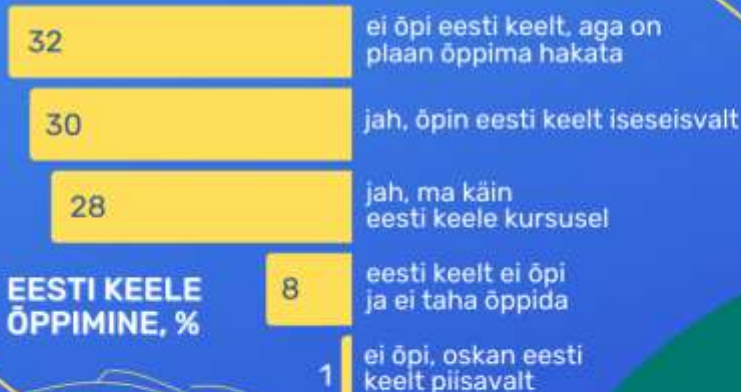 32
ei õpi eesti keelt, aga on
plaan õppima hakata
30
jah, õpin eesti keelt iseseisvalt
28
jah, ma käin
eesti keele kursusel
EESTI KEELE
ÕPPIMINE, %
8
eesti keelt ei õpi
ja ei taha õppida
1
ei õpi, oskan eesti
keelt piisavalt